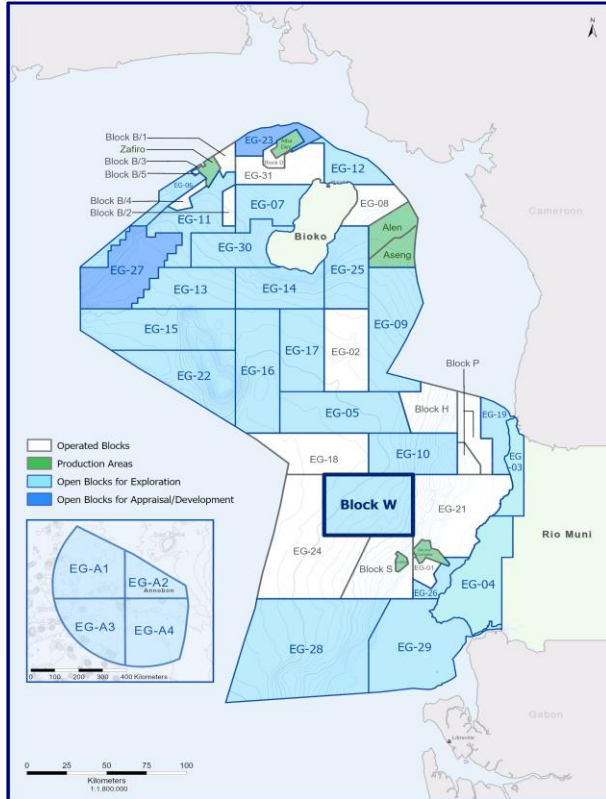 N
Block B/1
Zafiro
Block B/3
Block B/5
EG-06
Block B/4
Block B/2
EG-23
Alba
Block D
EG-31
EG-12
EG-11
EG-07
EG-08
Bioko
EG-30
Alen
Aseng
Cameroon
EG-27
EG-25
EG-13
EG-14
EG-15
EG-09
EG-17
EG-02
EG-22
EG-16
Block P
EG-05
Block H
EG-19
EG-18
EG-10
EG
-03
Operated Blocks
Production Areas
Open Blocks for Exploration
Open Blocks for Appraisal/Development
Block W
EG-21
Rio Muni
EG-24
Block S
EG-01
EG-26
EG-04
EG-A1
EG-A2
Annobon
EG-A3
EG-A4
0 100 200 300 400 Kilometers
EG-28
EG-29
Gabon
Libreville
0 25 50 75 100
Kilometers
1:1,800,000